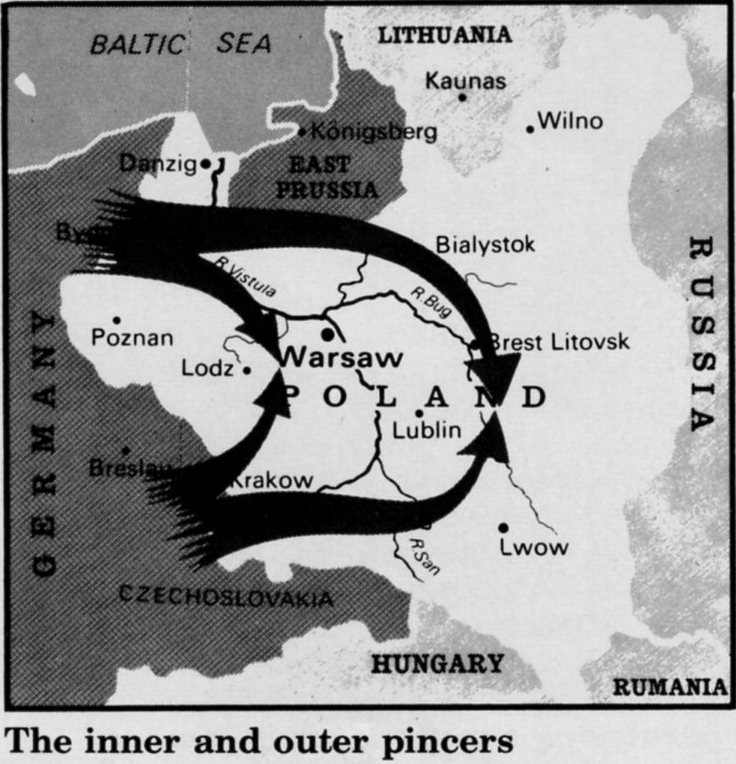 BALTIC SEA
LITHUANIA
Kaunas
Wilno
Königsberg
Danzig
EAST
PRUSSIA
Bialystok
R.Vistula
R.Bug
RUSSIA
GERMANY
Poznan
Brest Litovsk
Warsaw
Lodz
POLAND
Lublin
Breslau
Krakow
Lwow
R.San
CZECHOSLOVAKIA
HUNGARY
RUMANIA
The inner and outer pincers